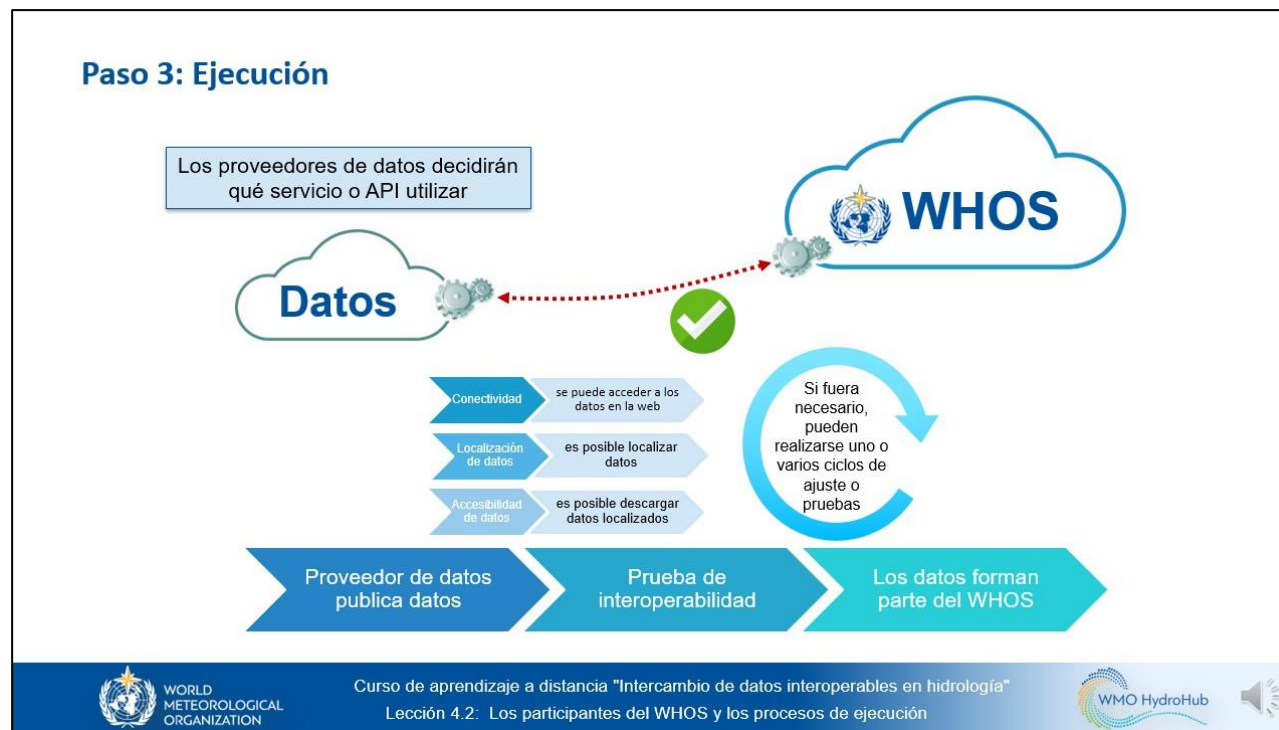 Paso 3: Ejecución
Los proveedores de datos decidirán
qué servicio o API utilizar
WHOS
Datos
Conectividad
se puede acceder a los
datos en la web
Localización
de datos
es posible localizar
datos
Accesibilidad
de datos
es posible descargar
datos localizados
Si fuera
necesario,
pueden
realizarse uno o
varios ciclos de
ajuste o
pruebas
Proveedor de datos
publica datos
Prueba de
interoperabilidad
Los datos forman
parte del WHOS
WORLD
METEOROLOGICAL
ORGANIZATION
Curso de aprendizaje a distancia "Intercambio de datos interoperables en hidrología"
Lección 4.2: Los participantes del WHOS y los procesos de ejecución
WMO HydroHub